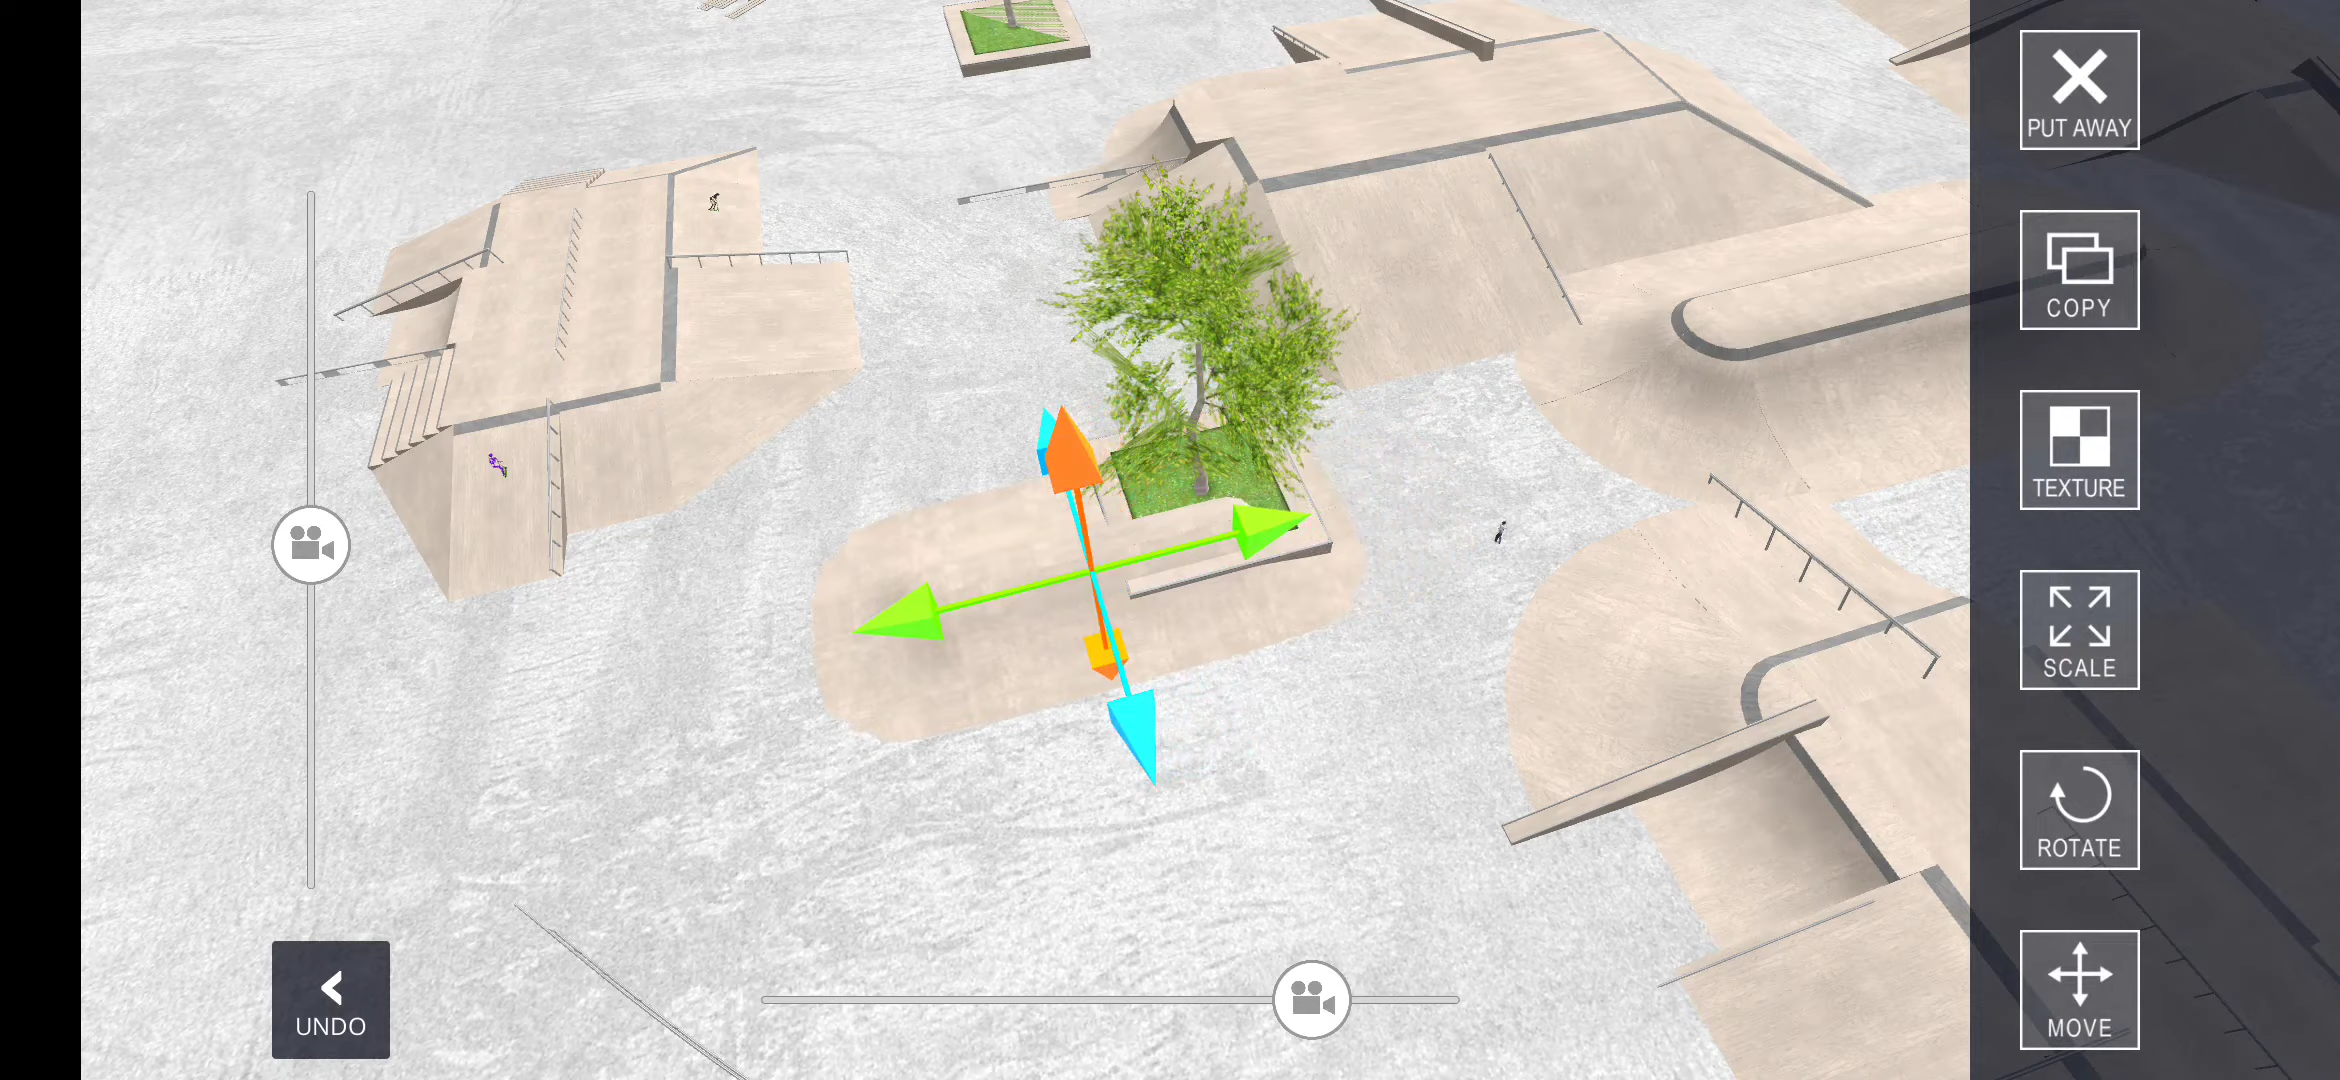 PUT AWAY
COPY
TEXTURE
SCALE
ROTATE
MOVE
UNDO